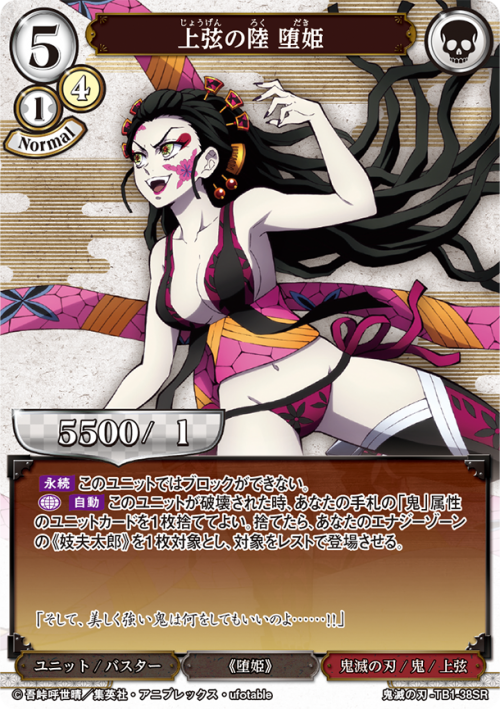 じょうげん ろく だき
上弦の陸 堕姫
5
4
1
Normal
5500/ 1
永続 このユニットではブロックができない。
自動 このユニットが破壊された時、あなたの手札の「鬼」属性
のユニットカードを1枚捨ててよい。捨てたら、あなたのエナジーゾーン
の《妓夫太郎》を1枚対象とし、対象をレストで登場させる。
「そして、美しく強い鬼は何をしてもいいのよ……!!」
ユニット/バスター
《堕姫》
鬼滅の刃/鬼/上弦
©吾峠呼世晴/集英社・アニプレックス・ufotable
鬼滅の刃 -TB1-38SR